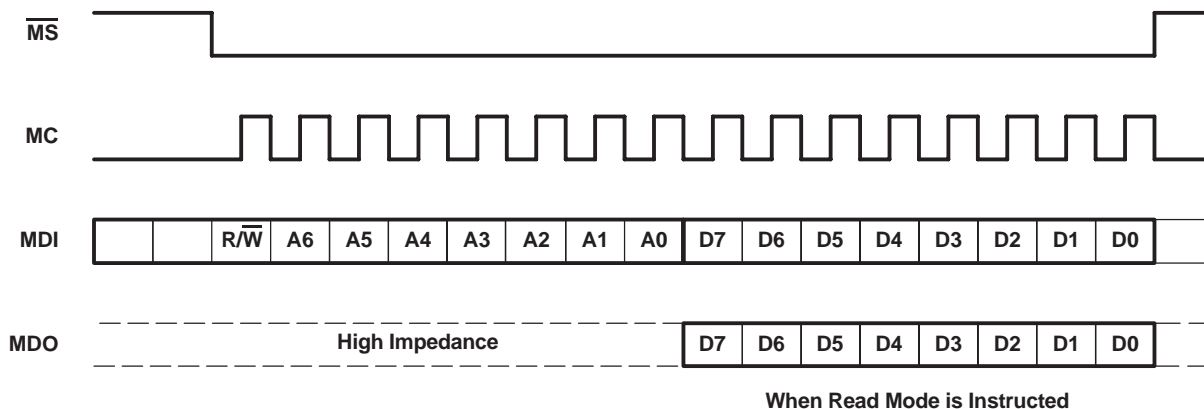 MS
MC
MDI R/W A6 A5 A4 A3 A2 A1 A0 D7 D6 D5 D4 D3 D2 D1 D0
MDO High Impedance D7 D6 D5 D4 D3 D2 D1 D0
When Read Mode is Instructed